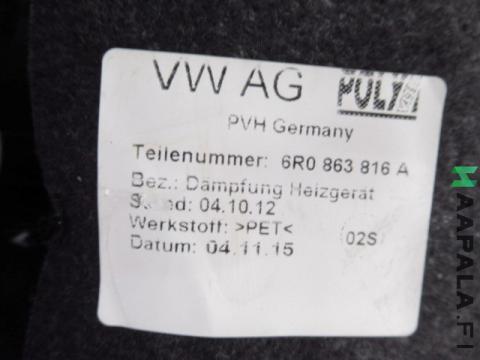 VW AG
PVH Germany
Teilenummer: 6R0 863 816 A
Bez.: Dämpfung Heizgerät
04.10.12
Werkstoff: >PET< 02S
Datum: 04.11.15
HAAPALA.FI